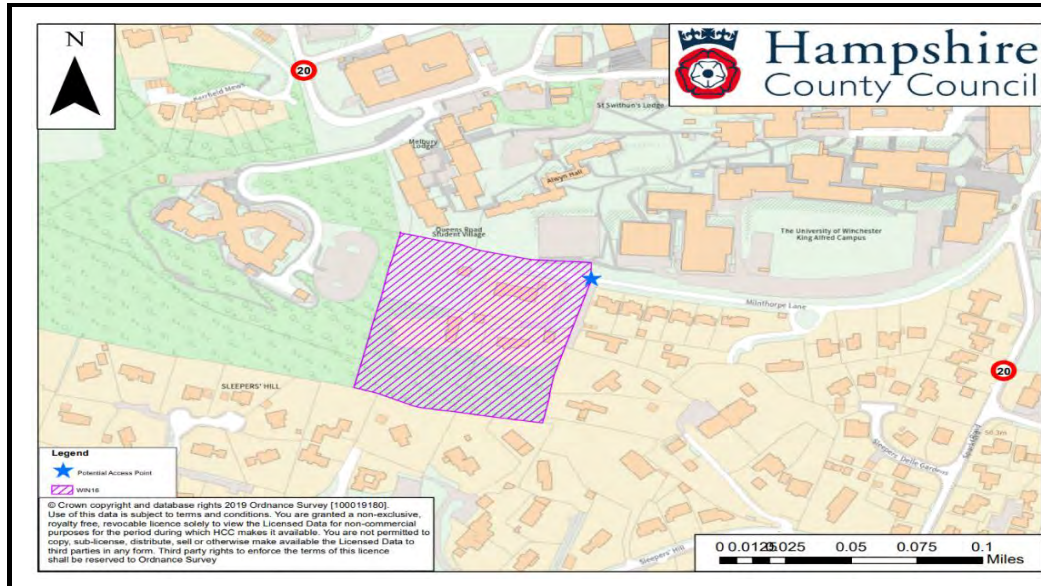 N
20
Hampshire
County Council
Fernfield Mews
St Swithun's Lodge
Melbury
Lodge
Alwyn Hall
Queens Road
Student Village
The University of Winchester
King Alfred Campus
Milnthorpe Lane
20
SLEEPERS' HILL
Sleepers Delle Gardens
Sparkford
Legend
Potential Access Point
WIN16
© Crown copyright and database rights 2019 Ordnance Survey [100019180].
Use of this data is subject to terms and conditions. You are granted a non-exclusive,
royalty free, revocable licence solely to view the Licensed Data for non-commercial
purposes for the period during which HCC makes it available. You are not permitted to
copy, sub-license, distribute, sell or otherwise make available the Licensed Data to
third parties in any form. Third party rights to enforce the terms of this licence
shall be reserved to Ordnance Survey
Sleepers' Hill
0 0.0125 0.025 0.05 0.075 0.1
Miles